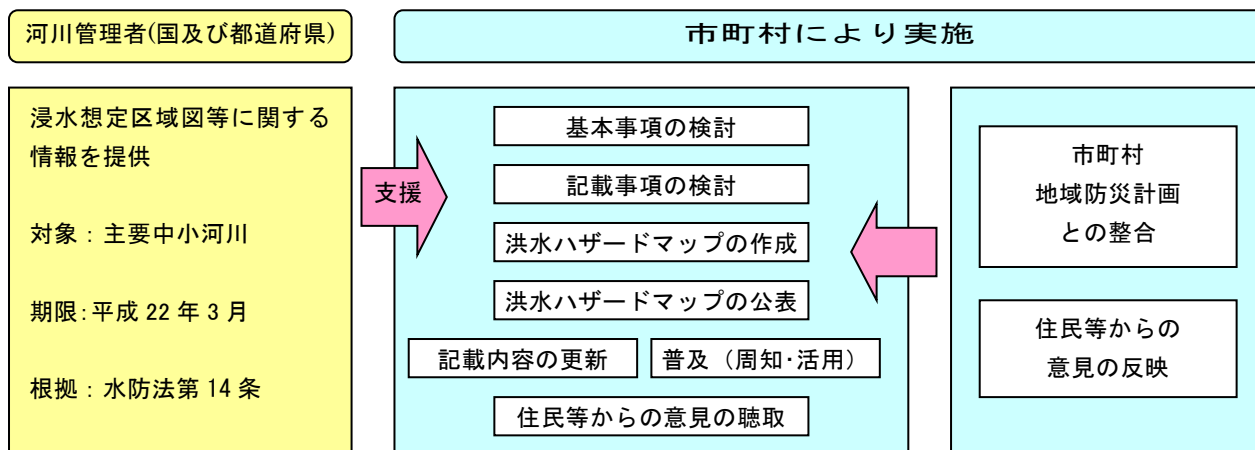 河川管理者(国及び都道府県)
市町村により実施
浸水想定区域図等に関する
情報を提供
対象：主要中小河川
期限:平成 22 年 3 月
根拠：水防法第 14 条
支援
基本事項の検討
記載事項の検討
洪水ハザードマップの作成
洪水ハザードマップの公表
記載内容の更新
普及（周知･活用）
住民等からの意見の聴取
市町村
地域防災計画
との整合
住民等からの
意見の反映